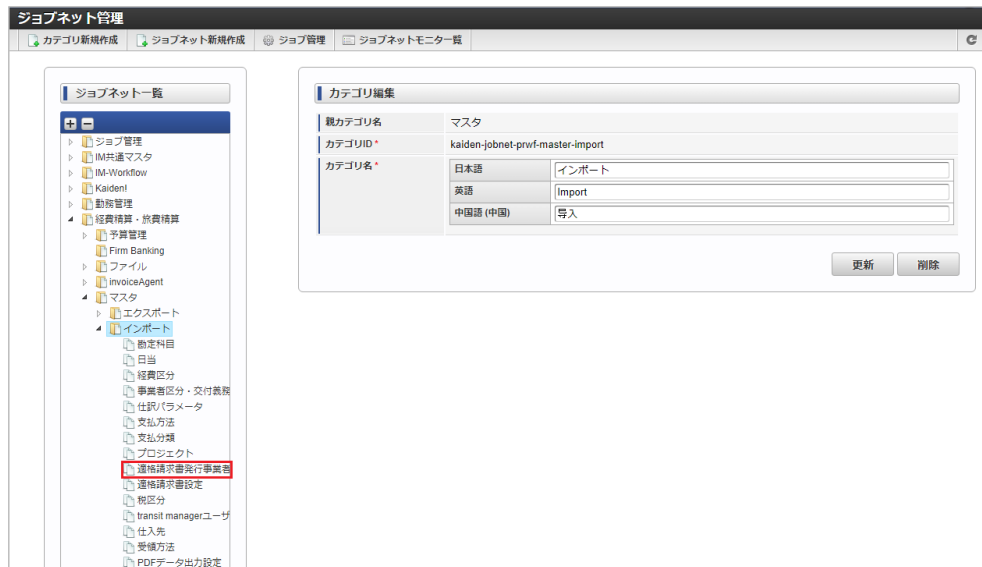 ジョブネット管理
カテゴリ新規作成 ジョブネット新規作成 ジョブ管理 ジョブネットモニター覧
ジョブネット一覧
ジョブ管理
IM共通マスタ
IM-Workflow
Kaiden!
勤務管理
経費精算・旅費精算
予算管理
Firm Banking
ファイル
invoiceAgent
マスタ
エクスポート
インポート
勘定科目
日当
経費区分
事業者区分・交付義務
仕訳パラメータ
支払方法
支払分類
プロジェクト
適格請求書発行事業者
適格請求書設定
税区分
transit managerユーザ
仕入先
受領方法
PDFデータ出力設定
カテゴリ編集
親カテゴリ名 マスタ
カテゴリID * kaiden-jobnet-prwf-master-import
カテゴリ名 * 日本語 インポート
英語 Import
中国語 (中国) 导入
更新 削除